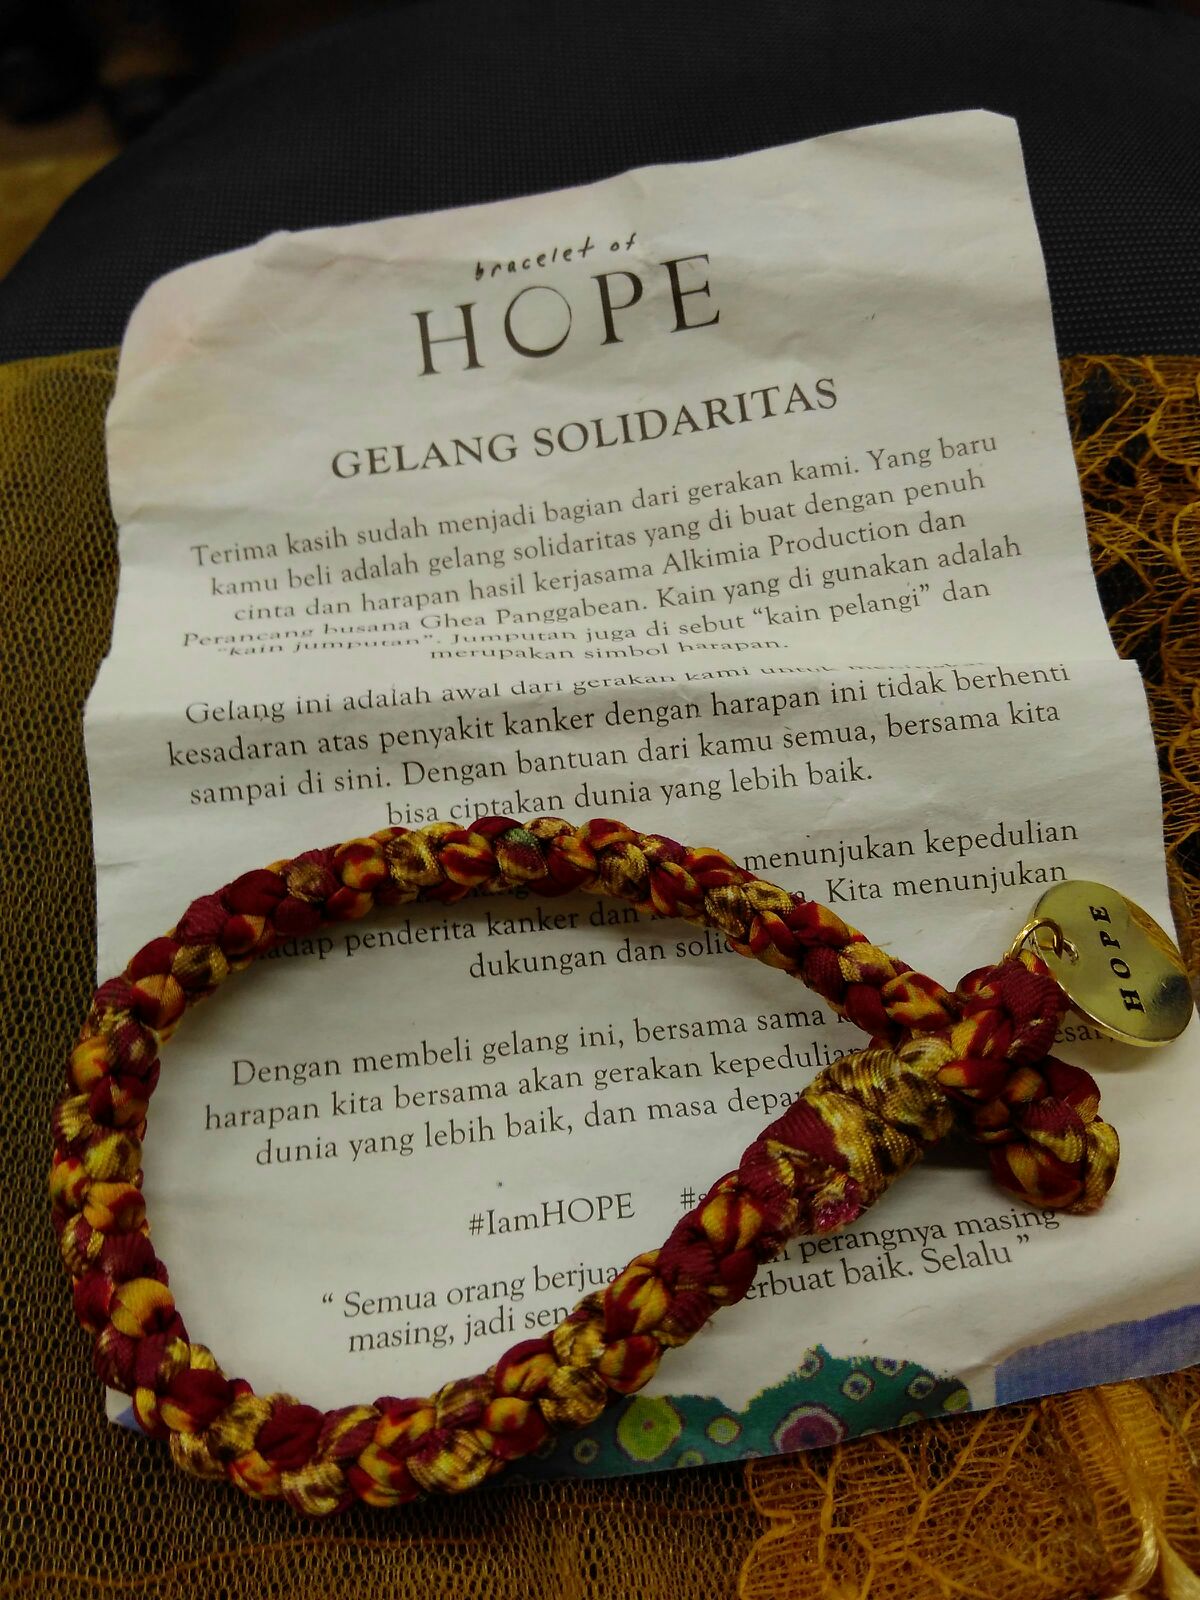 bracelet of
HOPE
GELANG SOLIDARITAS
Terima kasih sudah menjadi bagian dari gerakan kami. Yang baru
kamu beli adalah gelang solidaritas yang di buat dengan penuh
cinta dan harapan hasil kerjasama Alkimia Production dan
Perancang busana Ghea Panggabean. Kain yang di gunakan adalah
"kain jumputan". Jumputan juga di sebut "kain pelangi" dan
merupakan simbol harapan.
Gelang ini adalah awal dari gerakan kami untuk
kesadaran atas penyakit kanker dengan harapan ini tidak berhenti
sampai di sini. Dengan bantuan dari kamu semua, bersama kita
bisa ciptakan dunia yang lebih baik.
menunjukan kepedulian
penderita kanker dan Kita menunjukan
dukungan dan
Dengan membeli gelang ini, bersama sama
harapan kita bersama akan gerakan
dunia yang lebih baik, dan masa
#IamHOPE
" Semua orang perangnya masing
masing, jadi baik. Selalu "
HOPE